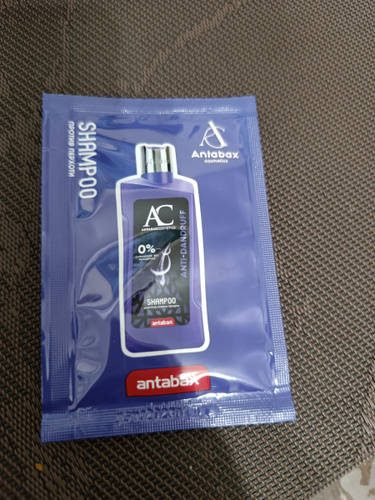 SHAMPOO
ПРОТИВ ПЕРХОТИ
Antabax
cosmetics
AC
0%
ANTI-DANDRUFF
SHAMPOO
antabax
antabax